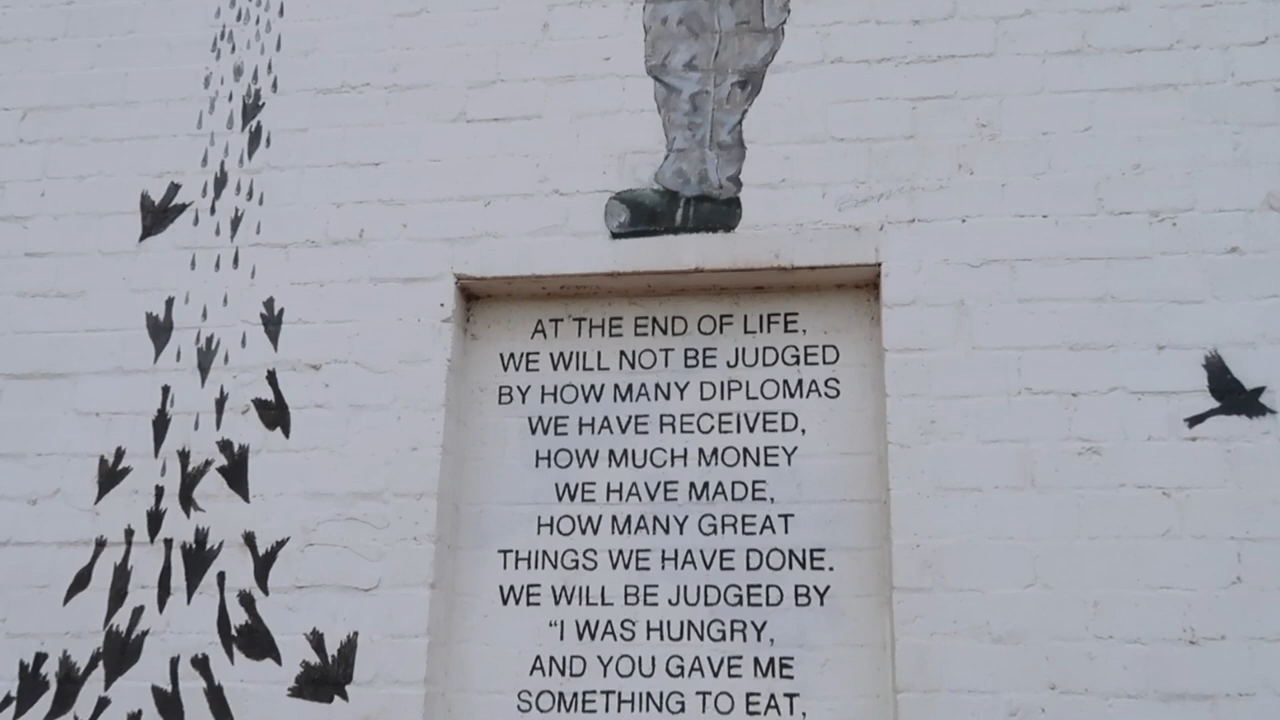 AT THE END OF LIFE,
WE WILL NOT BE JUDGED
BY HOW MANY DIPLOMAS
WE HAVE RECEIVED,
HOW MUCH MONEY
WE HAVE MADE,
HOW MANY GREAT
THINGS WE HAVE DONE.
WE WILL BE JUDGED BY
“I WAS HUNGRY,
AND YOU GAVE ME
SOMETHING TO EAT,